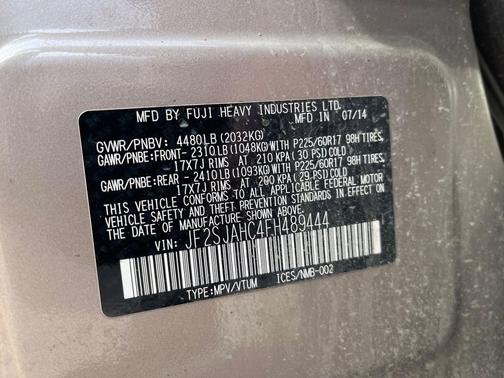 MFD BY FUJI HEAVY INDUSTRIES LTD.
MFD IN 07/14
GVWR/PNBV: 4480LB (2032KG)
GAWR/PNBE:FRONT- 2310LB (1048KG)WITH P225/60R17 98H TIRES
17X7J RIMS AT 210 KPA (30 PSI) COLD
GAWR/PNBE:REAR - 2410LB (1093KG)WITH P225/60R17 98H TIRES
17X7J RIMS AT 200 KPA (29 PSI) COLD
THIS VEHICLE CONFORMS TO ALL APPLICABLE FEDERAL MOTOR
VEHICLE SAFETY AND THEFT PREVENTION STANDARDS IN EFFECT
ON THE DATE OF MANUFACTURE SHOWN ABOVE.
JF2SJAHC4FH489444
TYPE:MPV/VTUM ICES/NMB-002